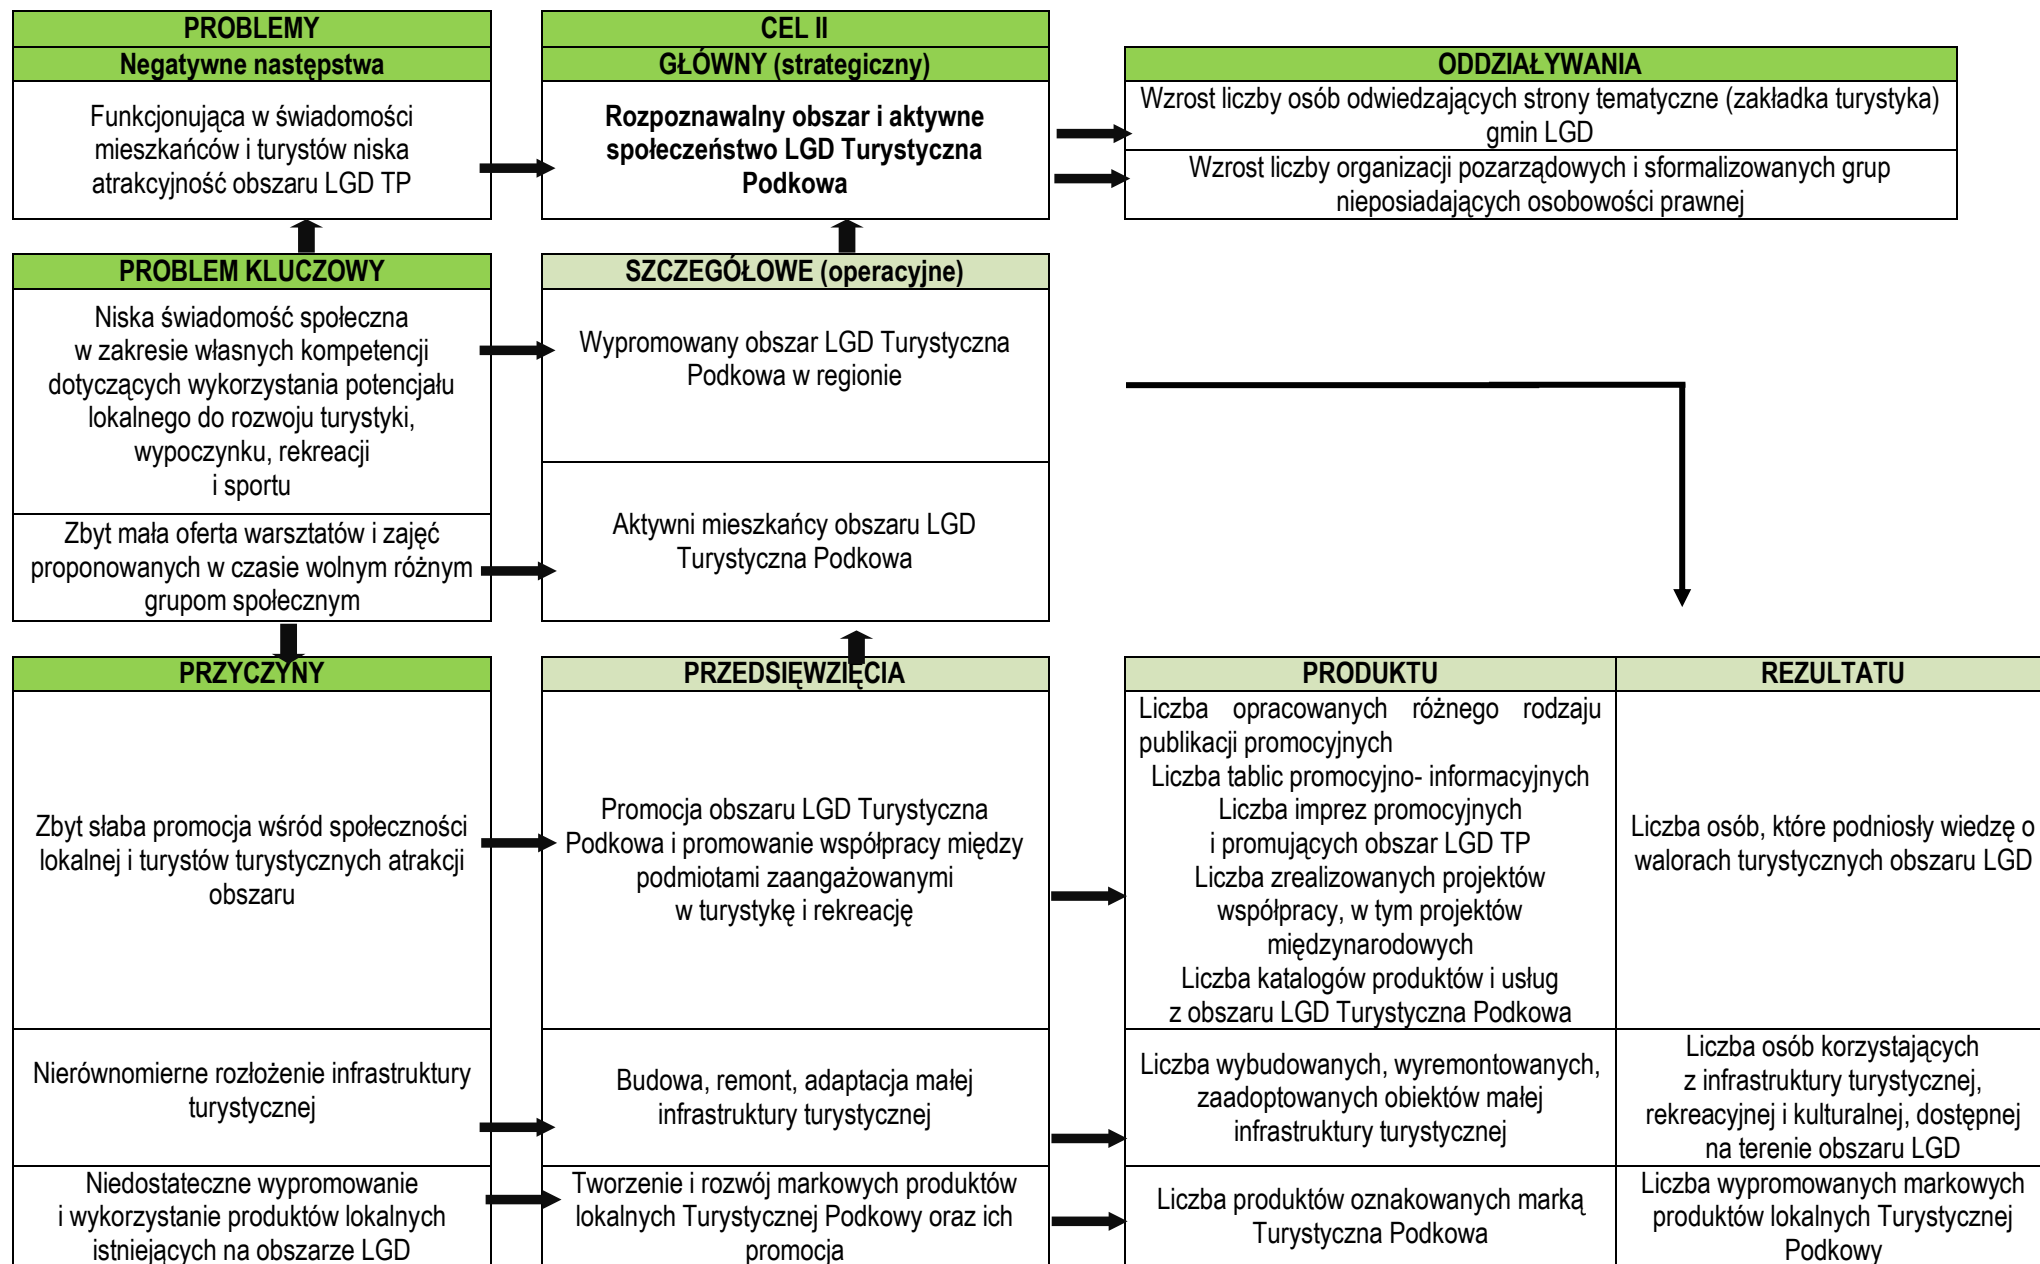 PROBLEMY
Negatywne następstwa
Funkcjonująca w świadomości
mieszkańców i turystów niska
atrakcyjność obszaru LGD TP
CEL II
GŁÓWNY (strategiczny)
Rozpoznawalny obszar i aktywne
społeczeństwo LGD Turystyczna
Podkowa
ODDZIAŁYWANIA
Wzrost liczby osób odwiedzających strony tematyczne (zakładka turystyka)
gmin LGD
Wzrost liczby organizacji pozarządowych i sformalizowanych grup
nieposiadających osobowości prawnej
PROBLEM KLUCZOWY
Niska świadomość społeczna
w zakresie własnych kompetencji
dotyczących wykorzystania potencjału
lokalnego do rozwoju turystyki,
wypoczynku, rekreacji
i sportu
Zbyt mała oferta warsztatów i zajęć
proponowanych w czasie wolnym różnym
grupom społecznym
SZCZEGÓŁOWE (operacyjne)
Wypromowany obszar LGD Turystyczna
Podkowa w regionie
Aktywni mieszkańcy obszaru LGD
Turystyczna Podkowa
PRZYCZYNY
PRZEDSIĘWZIĘCIA
PRODUKTU
REZULTATU
Zbyt słaba promocja wśród społeczności
lokalnej i turystów turystycznych atrakcji
obszaru
Promocja obszaru LGD Turystyczna
Podkowa i promowanie współpracy między
podmiotami zaangażowanymi
w turystykę i rekreację
Liczba opracowanych różnego rodzaju
publikacji promocyjnych
Liczba tablic promocyjno- informacyjnych
Liczba imprez promocyjnych
i promujących obszar LGD TP
Liczba zrealizowanych projektów
współpracy, w tym projektów
międzynarodowych
Liczba katalogów produktów i usług
z obszaru LGD Turystyczna Podkowa
Liczba osób, które podniosły wiedzę o
walorach turystycznych obszaru LGD
Nierównomierne rozłożenie infrastruktury
turystycznej
Budowa, remont, adaptacja małej
infrastruktury turystycznej
Liczba wybudowanych, wyremontowanych,
zaadoptowanych obiektów małej
infrastruktury turystycznej
Liczba osób korzystających
z infrastruktury turystycznej,
rekreacyjnej i kulturalnej, dostępnej
na terenie obszaru LGD
Niedostateczne wypromowanie
i wykorzystanie produktów lokalnych
istniejących na obszarze LGD
Tworzenie i rozwój markowych produktów
lokalnych Turystycznej Podkowy oraz ich
promocja
Liczba produktów oznakowanych marką
Turystyczna Podkowa
Liczba wypromowanych markowych
produktów lokalnych Turystycznej
Podkowy